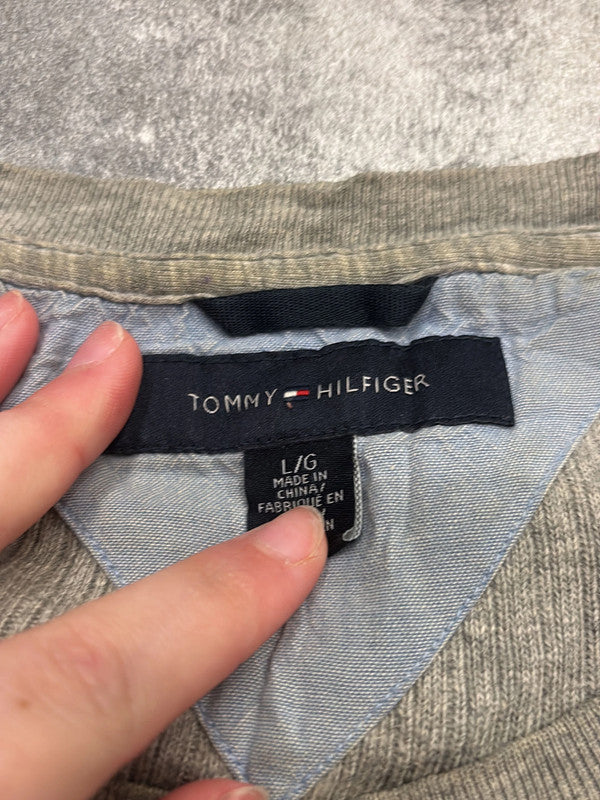 TOMMY HILFIGER
L/G
MADE IN
CHINA/
FABRIQUE EN